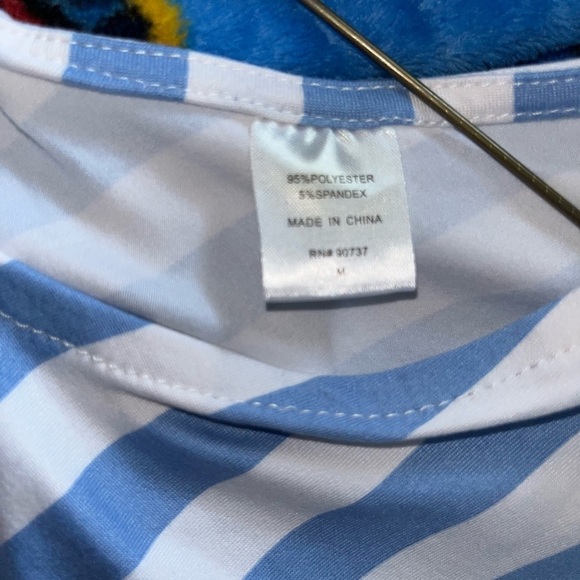 95%POLYESTER
5%SPANDEX
MADE IN CHINA
RN# 90737
M